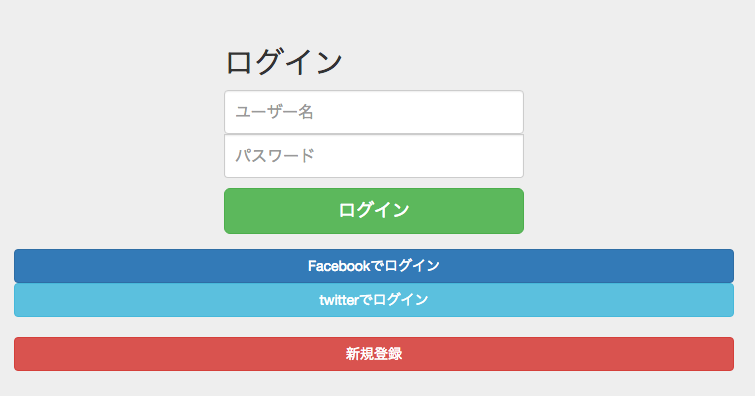 ログイン
ユーザー名
パスワード
ログイン
Facebookでログイン
twitterでログイン
新規登録